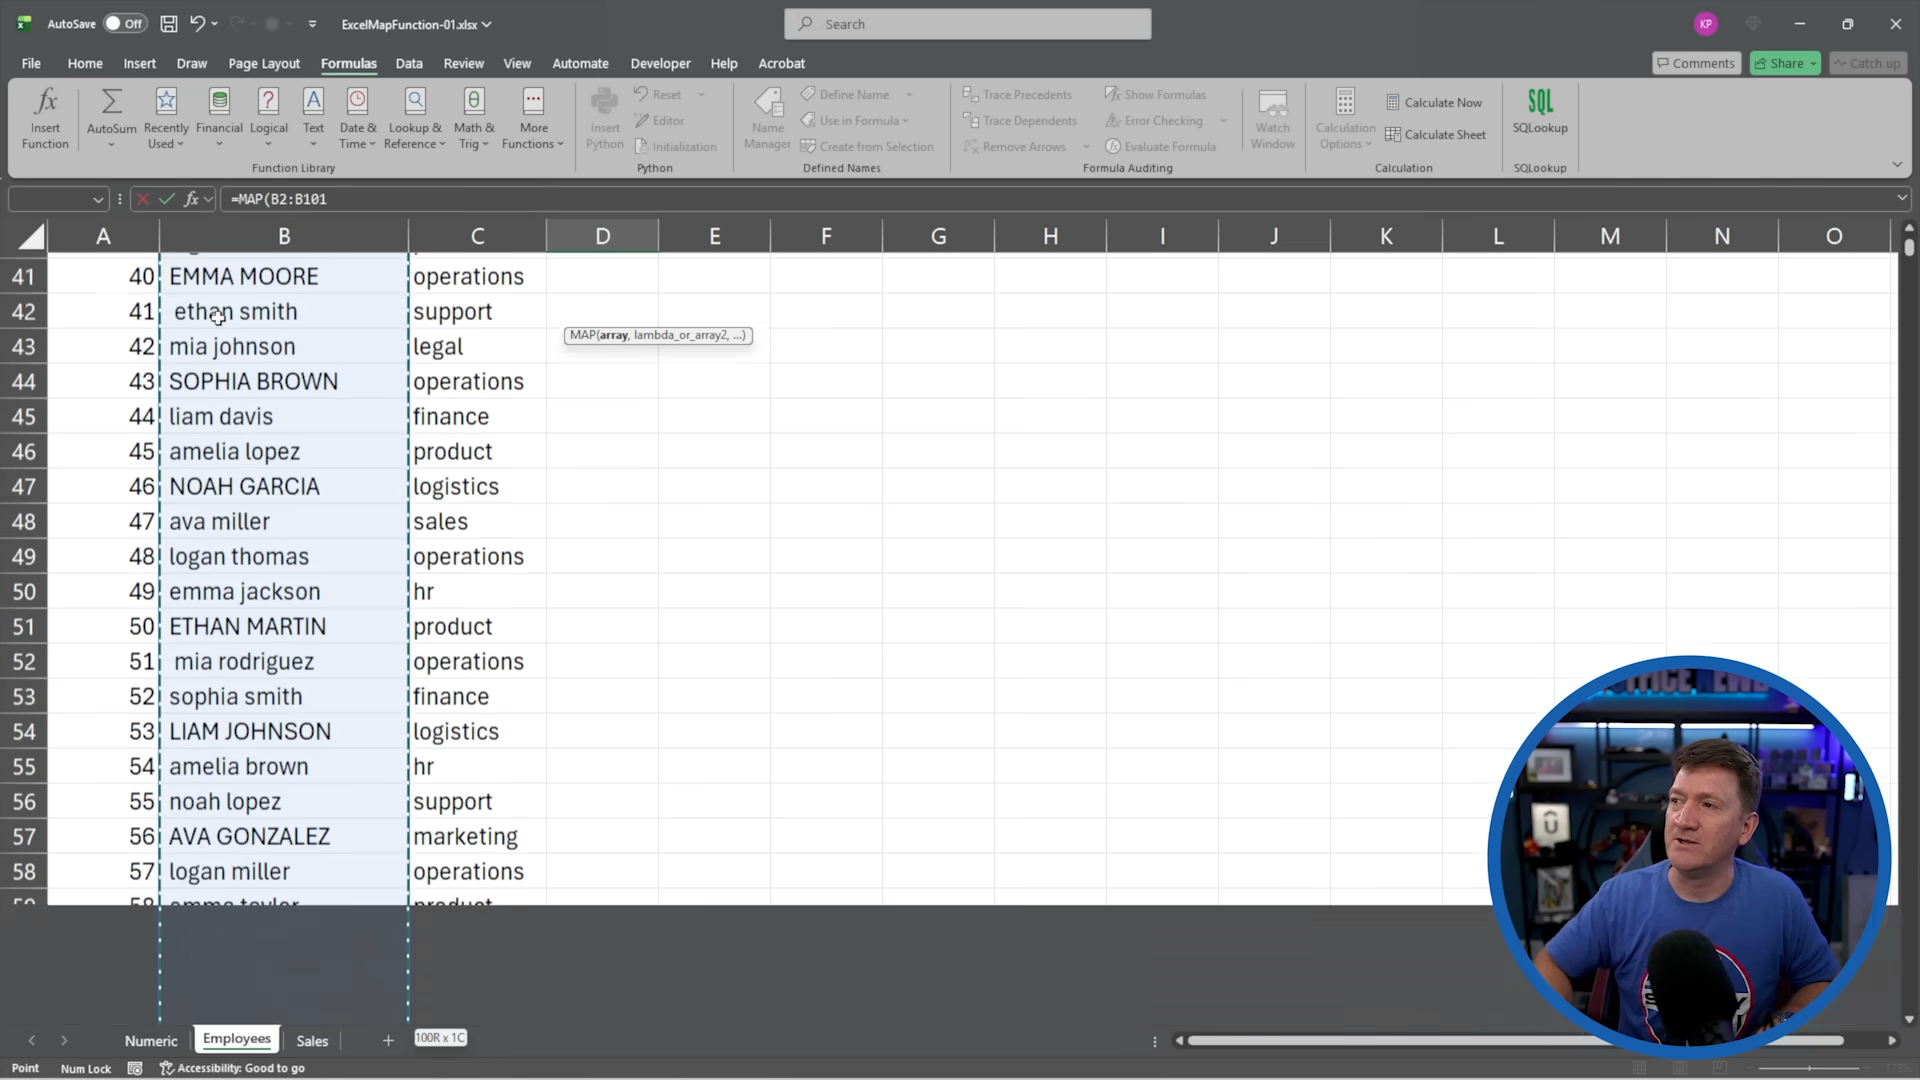 AutoSave Off ExcelMapFunction-01.xlsx Search KP
File Home Insert Draw Page Layout Formulas Data Review View Automate Developer Help Acrobat Comments Share Catch up
Insert Function
AutoSum
Recently Used
Financial
Logical
Text
Date & Time
Lookup & Reference
Math & Trig
More Functions
Function Library
Insert Python
Reset
Editor
Initialization
Python
Name Manager
Define Name
Use in Formula
Create from Selection
Defined Names
Trace Precedents
Trace Dependents
Remove Arrows
Show Formulas
Error Checking
Evaluate Formula
Formula Auditing
Watch Window
Calculation Options
Calculate Now
Calculate Sheet
Calculation
SQL
SQLookup
SQLookup
fx =MAP(B2:B101
A B C D E F G H I J K L M N O
41 40 EMMA MOORE operations
42 41 ethan smith support
MAP(array, lambda_or_array2, ...)
43 42 mia johnson legal
44 43 SOPHIA BROWN operations
45 44 liam davis finance
46 45 amelia lopez product
47 46 NOAH GARCIA logistics
48 47 ava miller sales
49 48 logan thomas operations
50 49 emma jackson hr
51 50 ETHAN MARTIN product
52 51 mia rodriguez operations
53 52 sophia smith finance
54 53 LIAM JOHNSON logistics
55 54 amelia brown hr
56 55 noah lopez support
57 56 AVA GONZALEZ marketing
58 57 logan miller operations
59 58 emma taylor product
Numeric Employees Sales + 100R x 1C
Point Num Lock Accessibility: Good to go 175%